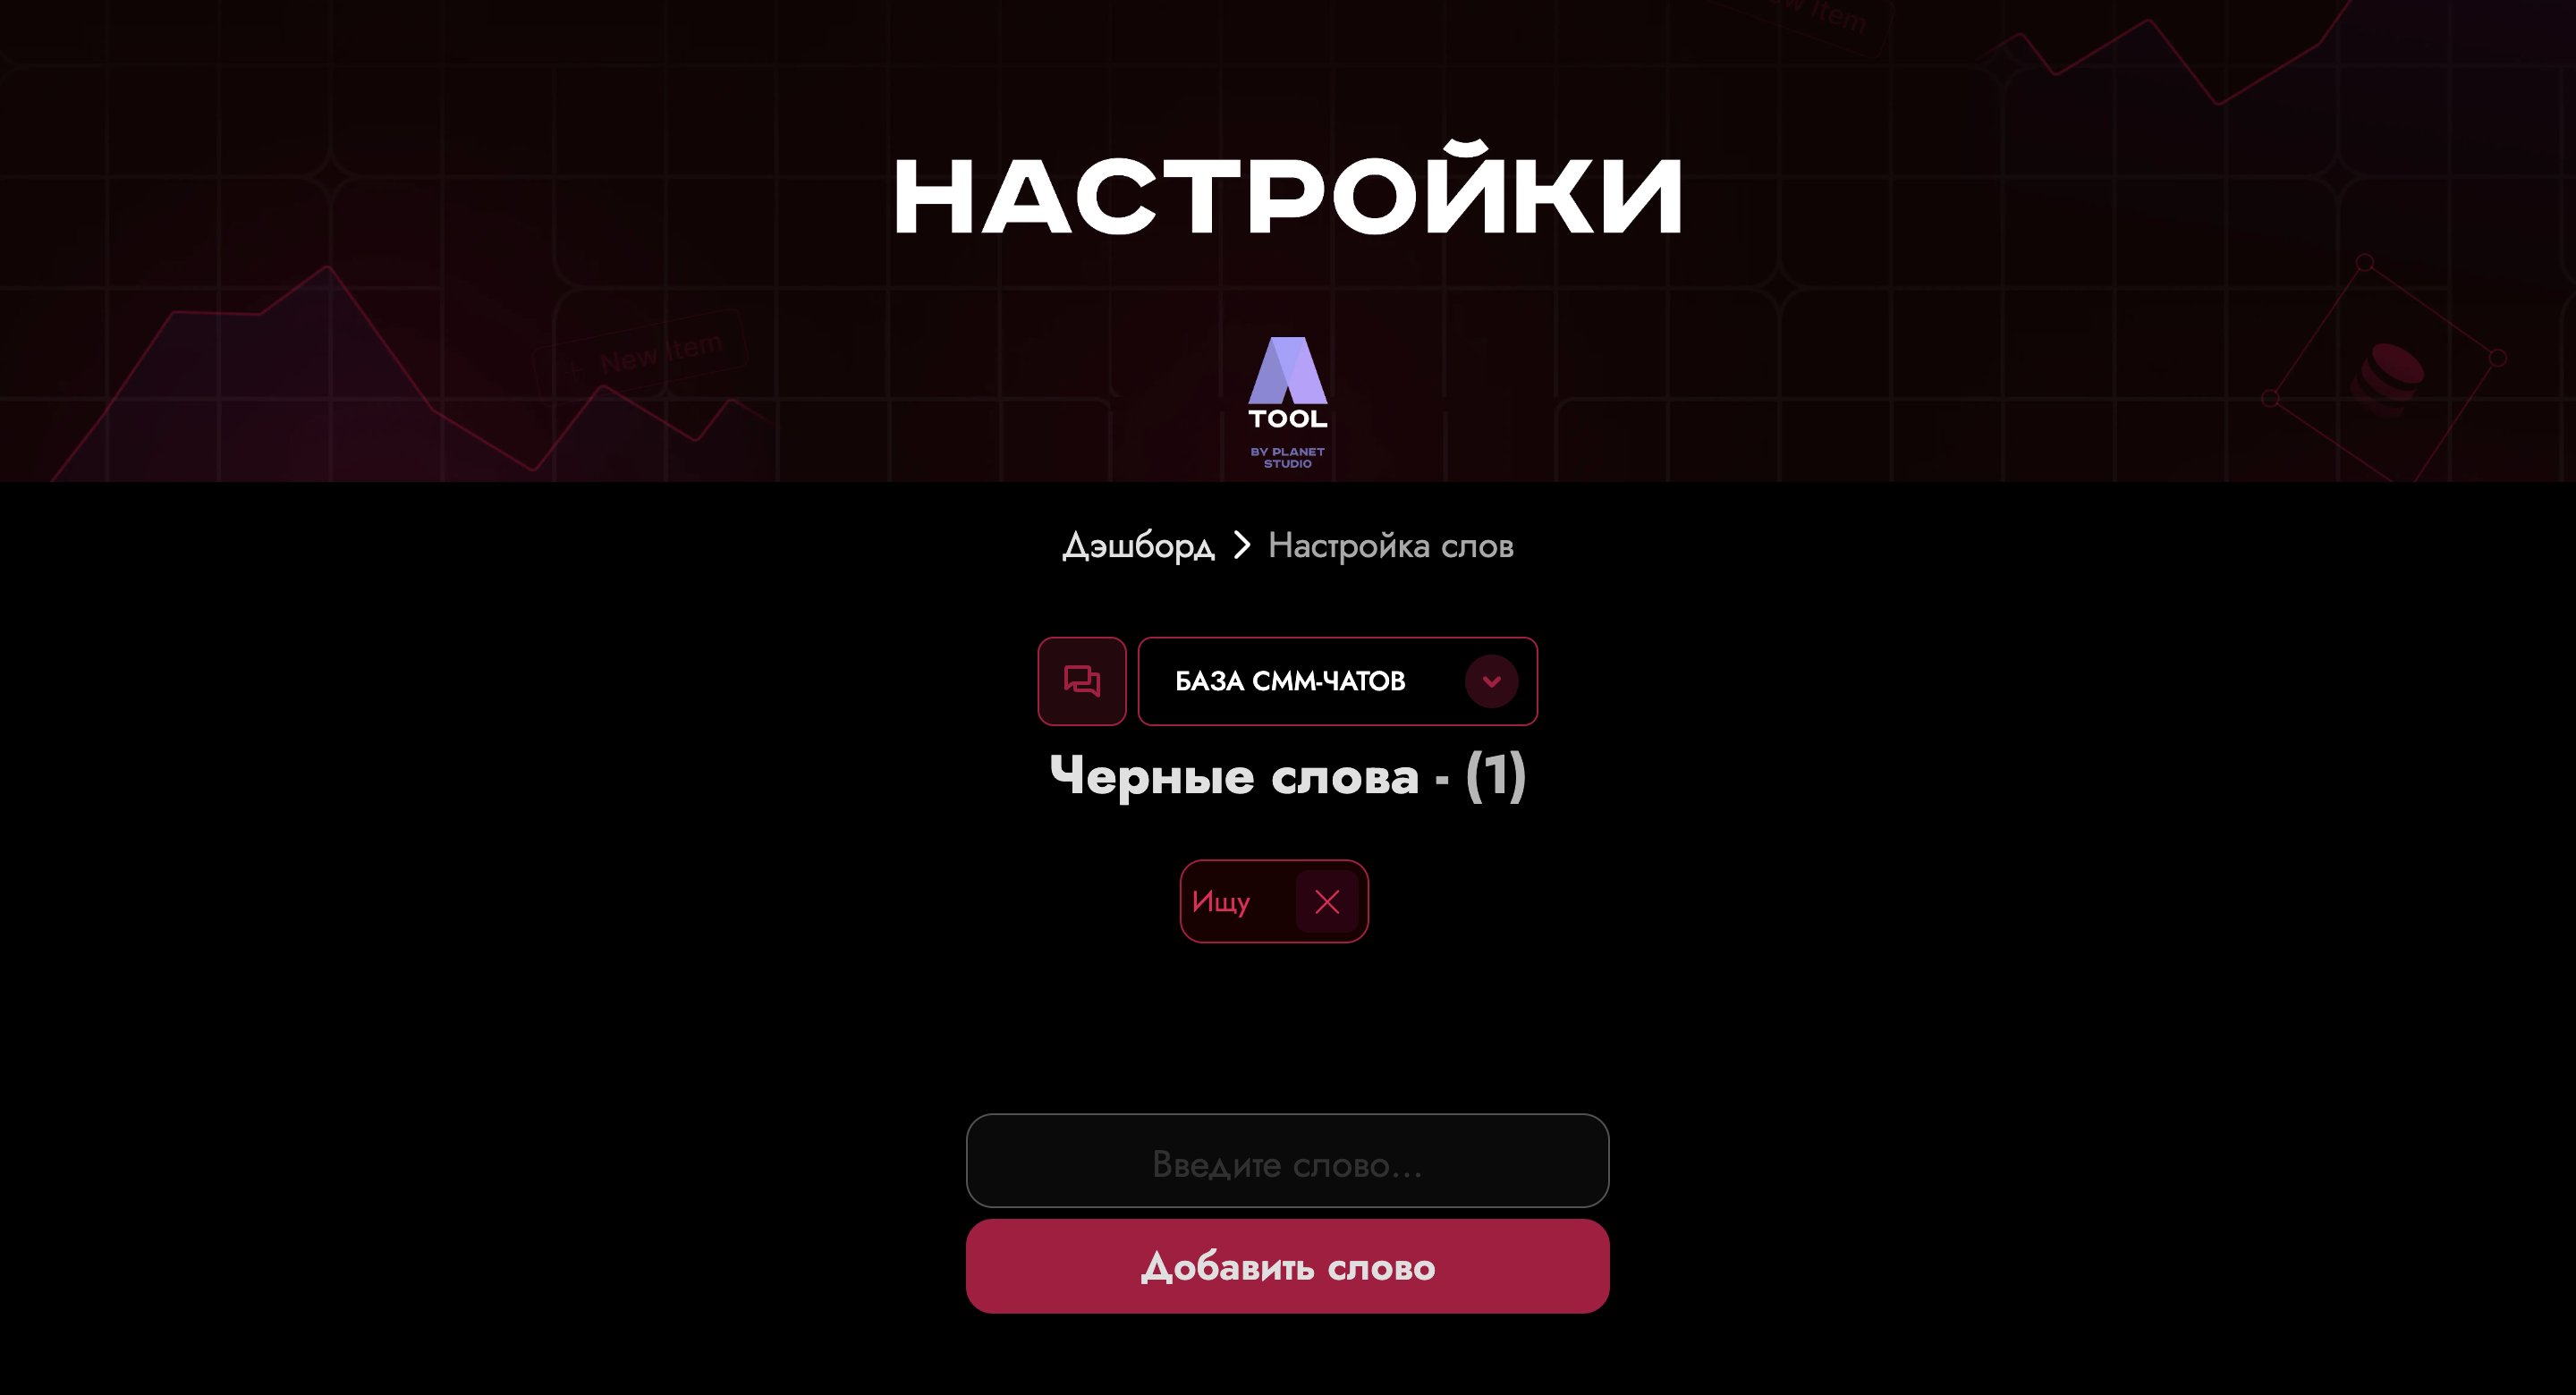 w Item
НАСТРОЙКИ
+ New Item
TOOL
BY PLANET
STUDIO
Дэшборд > Настройка слов
БАЗА СММ-ЧАТОВ
Черные слова - (1)
Ищу
Введите слово...
Добавить слово